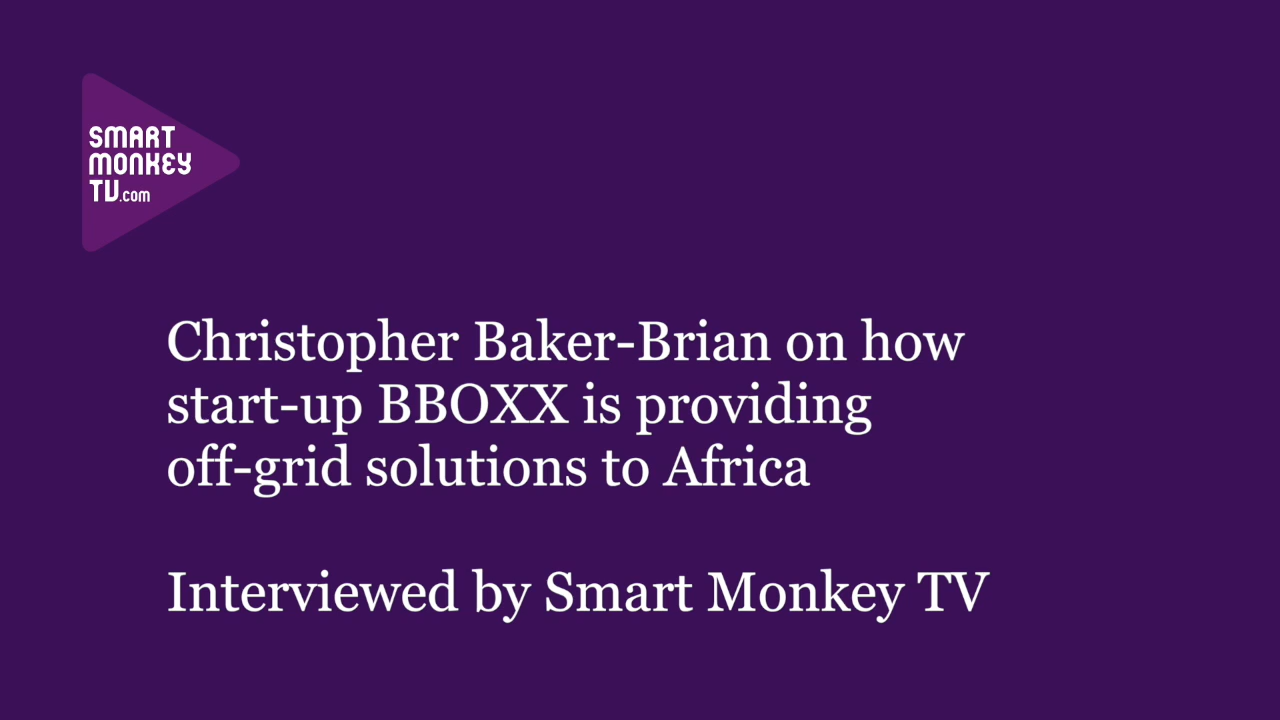 SMART
MONKEY
TV.com
Christopher Baker-Brian on how
start-up BBOXX is providing
off-grid solutions to Africa
Interviewed by Smart Monkey TV